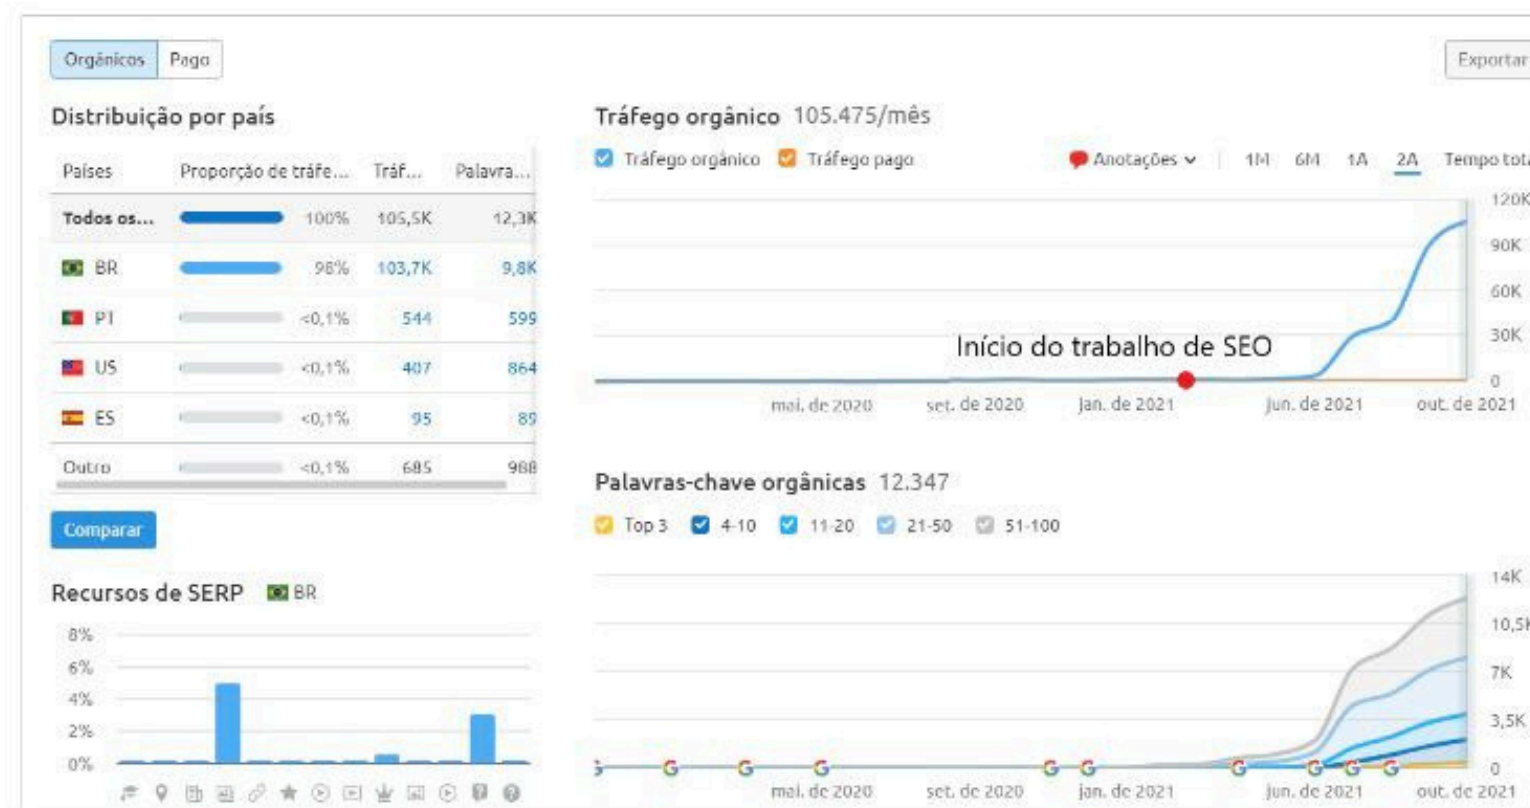 Orgânicos Pago
Exportar
Distribuição por país
Países Proporção de tráfe... Tráf... Palavra...
Todos os... 100% 105,5K 12,3K
BR 98% 103,7K 9,8K
PT <0,1% 544 599
US <0,1% 407 864
ES <0,1% 95 89
Outro <0,1% 685 988
Comparar
Recursos de SERP BR
8%
6%
4%
2%
0%
Tráfego orgânico 105.475/mês
Tráfego orgânico Tráfego pago
Anotações 1M 6M 1A 2A Tempo tota
120K
90K
60K
30K
0
Início do trabalho de SEO
mai. de 2020 set. de 2020 jan. de 2021 jun. de 2021 out. de 2021
Palavras-chave orgânicas 12.347
Top 3 4-10 11-20 21-50 51-100
14K
10,5K
7K
3,5K
0
G G G G G G G G G G
mai. de 2020 set. de 2020 jan. de 2021 jun. de 2021 out. de 2021